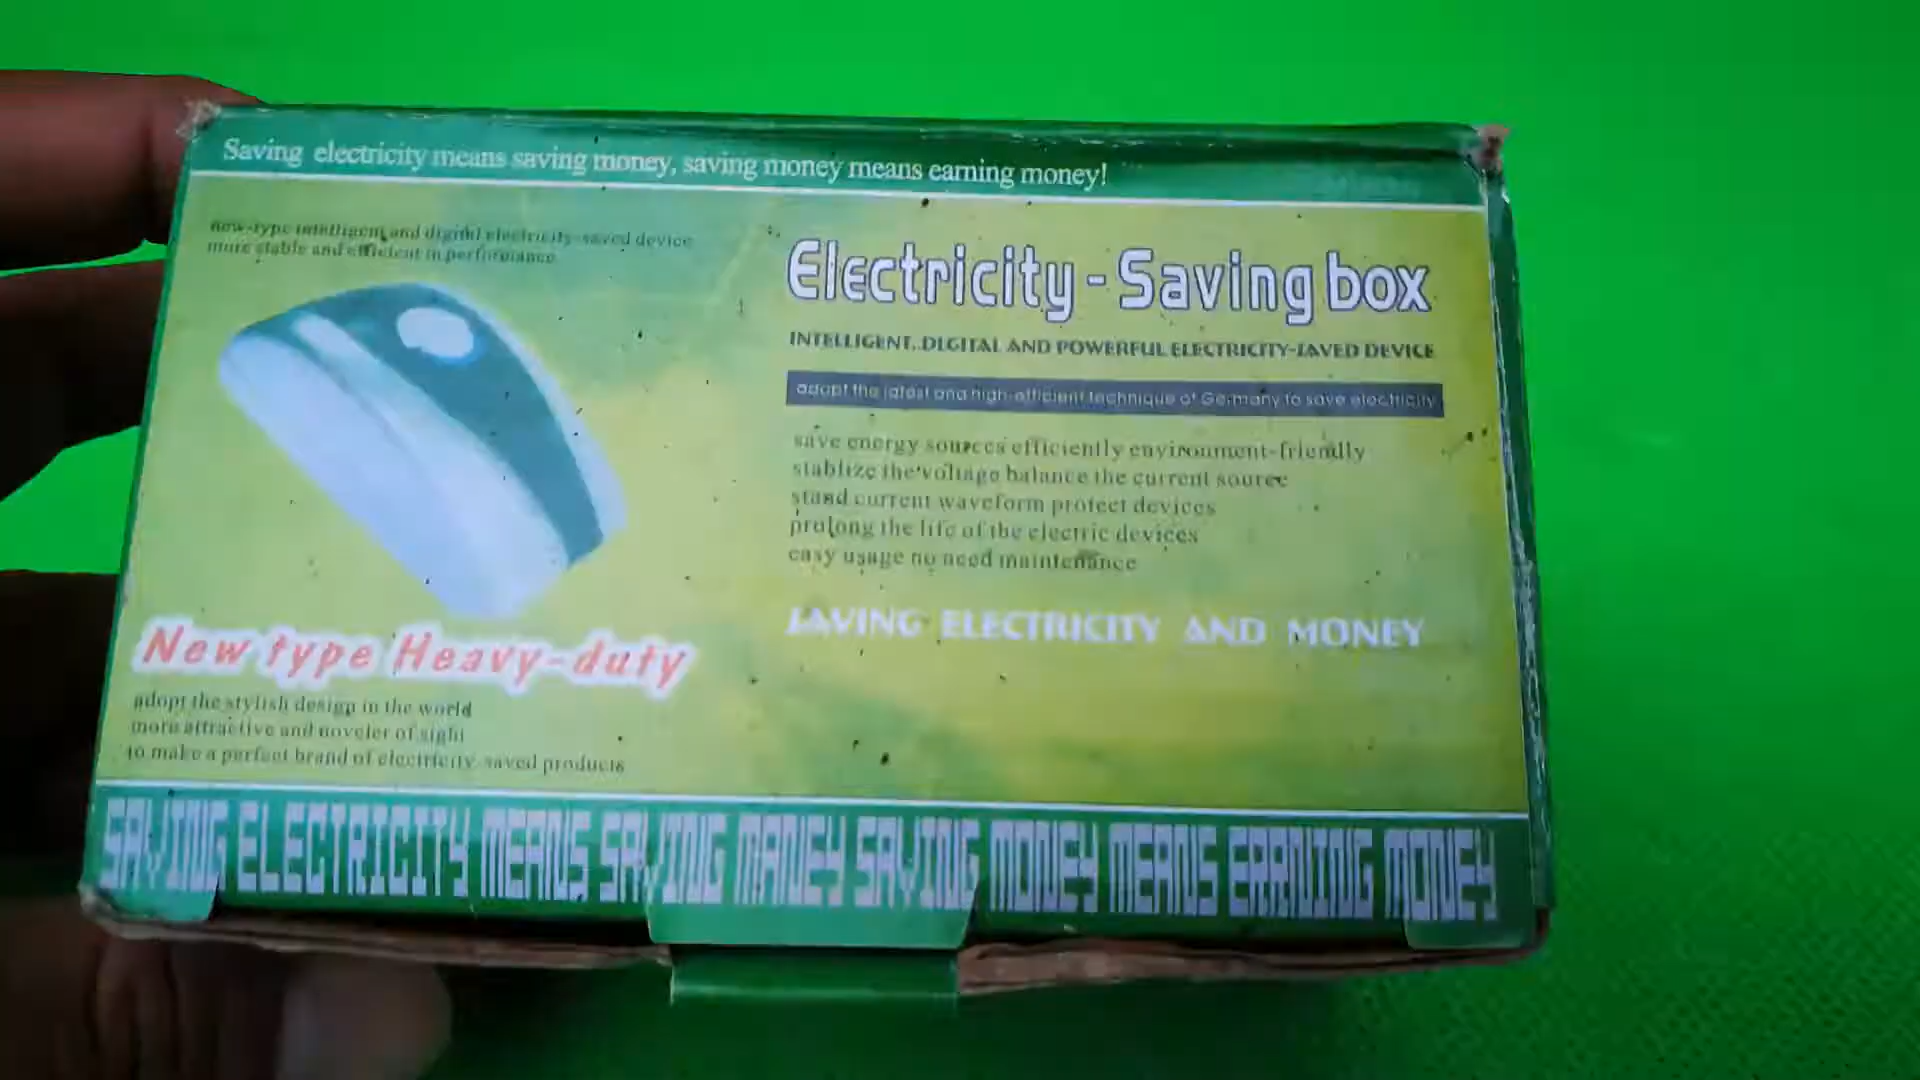 Saving electricity means saving money, saving money means earning money!
new-type intelligent and digital electricity-saved device
more stable and efficient in performance
Electricity-Saving box
INTELLIGENT. DIGITAL AND POWERFUL ELECTRICITY-SAVED DEVICE
adopt the latest and high-efficient technique of Germany to save electricity
save energy sources efficiently environment-friendly
stablize the voltage balance the current source
stand current waveform protect devices
prolong the life of the electric devices
easy usage no need maintenance
SAVING ELECTRICITY AND MONEY
New type Heavy-duty
adopt the stylish design in the world
more attractive and noveler of sight
to make a perfect brand of electricity-saved products
SAVING ELECTRICITY MEANS SAVING MANEY SAVING MONEY MEANS EARNING MONEY